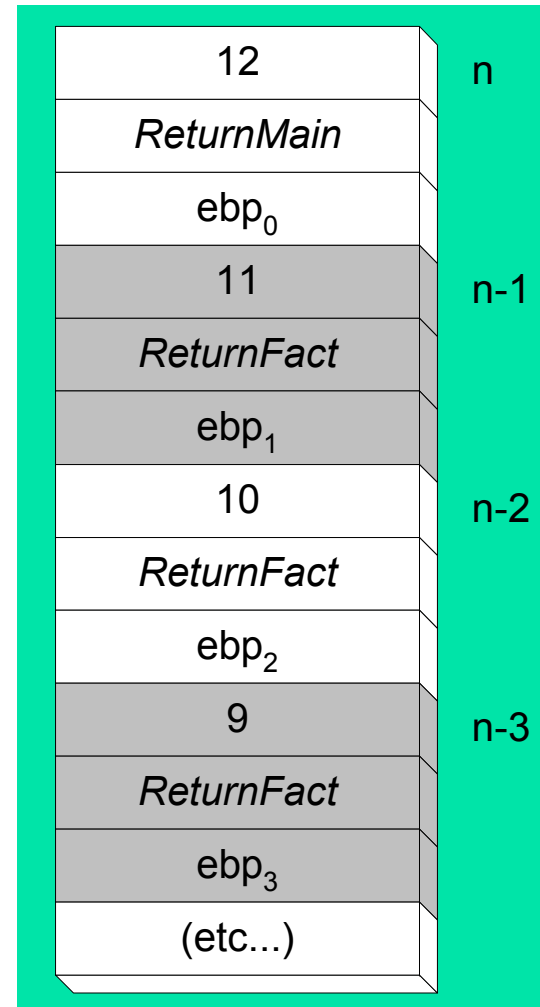 12 n
ReturnMain
ebp₀
11 n-1
ReturnFact
ebp₁
10 n-2
ReturnFact
ebp₂
9 n-3
ReturnFact
ebp₃
(etc...)